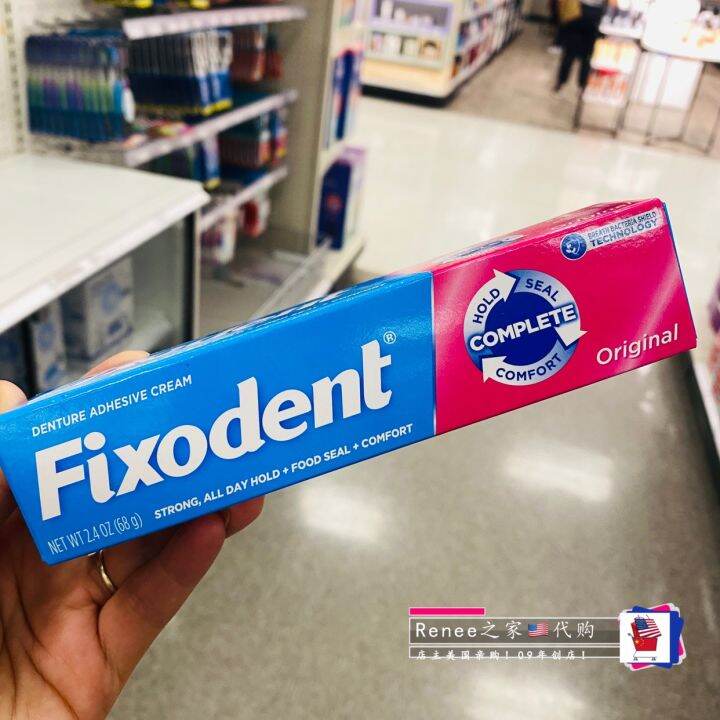 BREATH BACTERIA SHIELD
TECHNOLOGY
HOLD
SEAL
COMPLETE
COMFORT
Original
DENTURE ADHESIVE CREAM
Fixodent®
STRONG, ALL DAY HOLD + FOOD SEAL + COMFORT
NET WT 2.4 OZ (68 g)
Renee之家🇺🇸代购
店主美国亲购!09年创店!